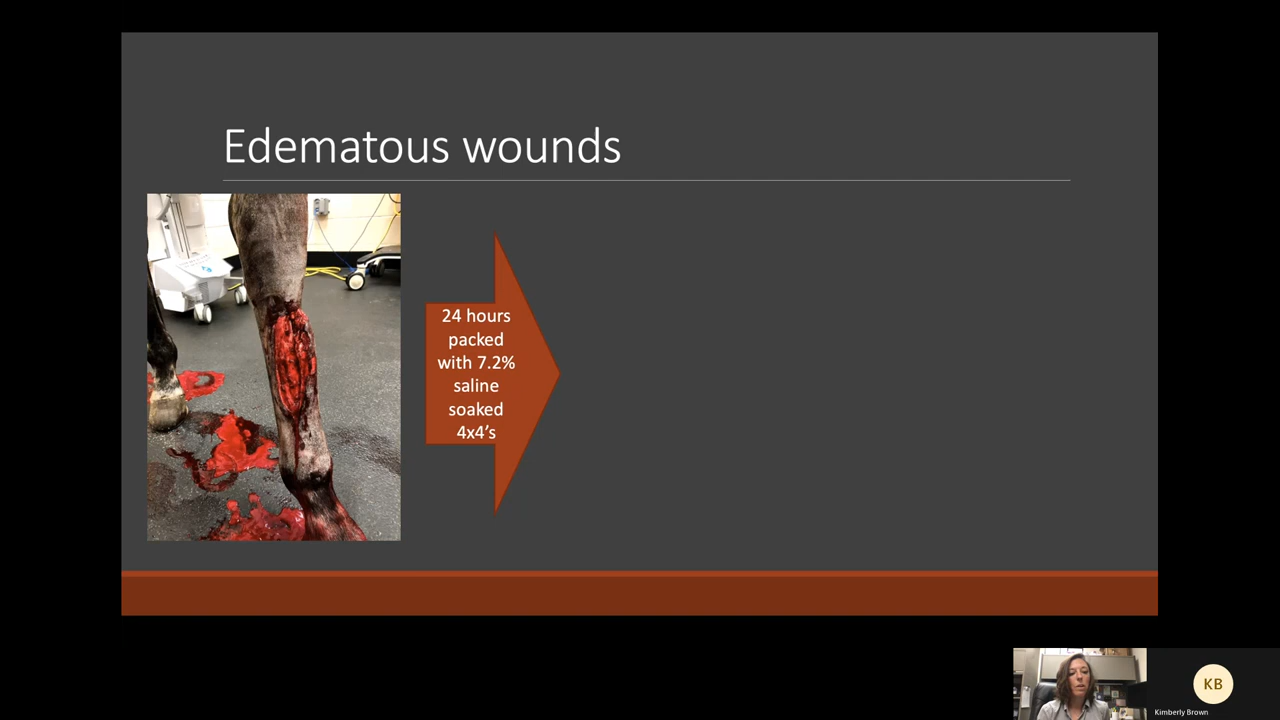 Edematous wounds
24 hours
packed
with 7.2%
saline
soaked
4x4's
KB
Kimberly Brown